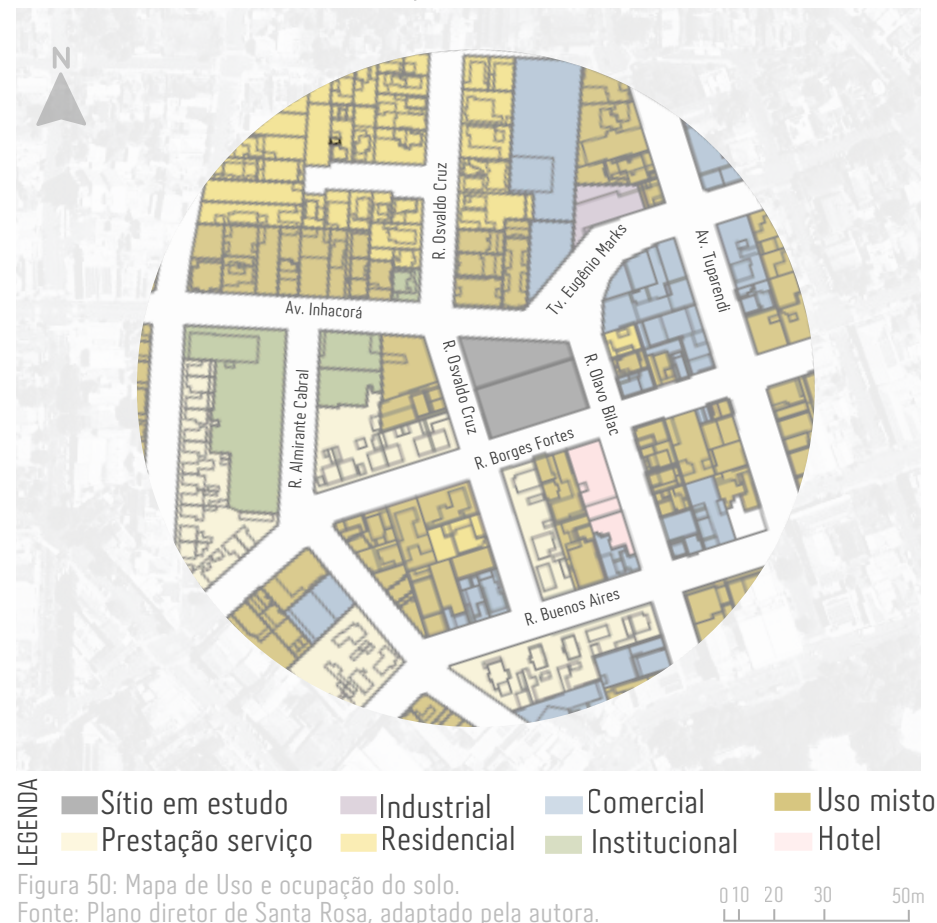 N
R. Osvaldo Cruz
Av. Tuparendi
Tv. Eugênio Marks
Av. Inhacorá
R. Osvaldo Cruz
R. Olavo Bilac
R. Almirante Cabral
R. Borges Fortes
R. Buenos Aires
LEGENDA
Sítio em estudo
Industrial
Comercial
Uso misto
Prestação serviço
Residencial
Institucional
Hotel
Figura 50: Mapa de Uso e ocupação do solo.
Fonte: Plano diretor de Santa Rosa, adaptado pela autora.
0 10 20 30 50m